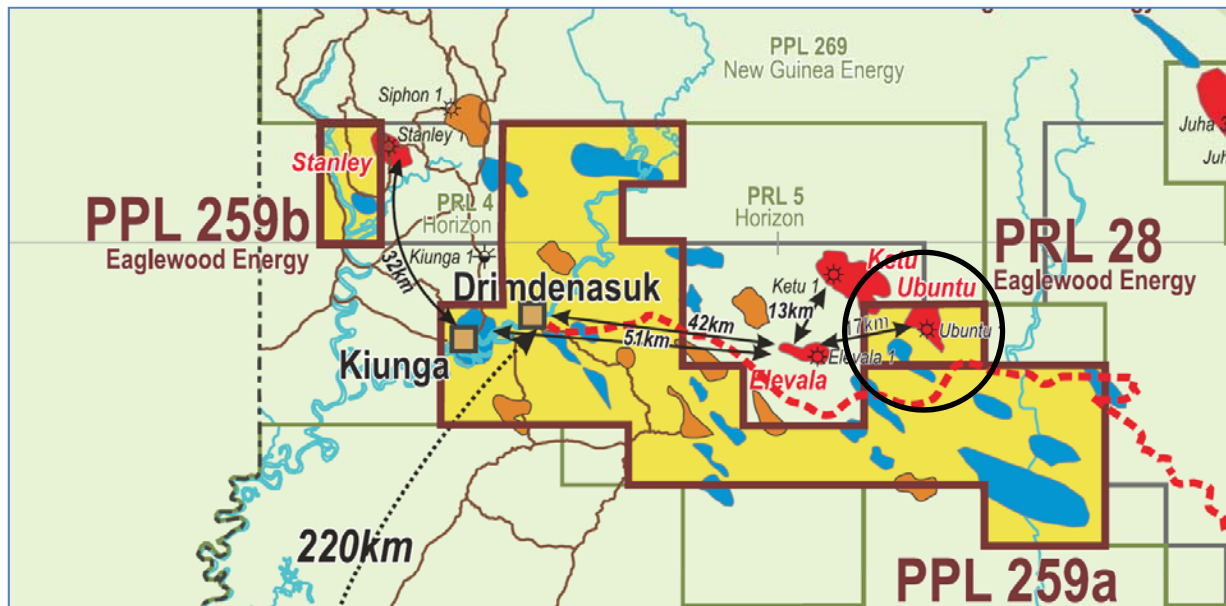 PPL 269
New Guinea Energy
Siphon 1
Stanley 1
Stanley
Juha 3
Juh
PRL 4
Horizon
PRL 5
Horizon
PPL 259b
Eaglewood Energy
PRL 28
Eaglewood Energy
Kiunga 1
32km
Ketu
Ketu 1
Ubuntu
Drimdenasuk
13km
42km
17km
Ubuntu
51km
Elevala 1
Kiunga
Elevala
220km
PPL 259a